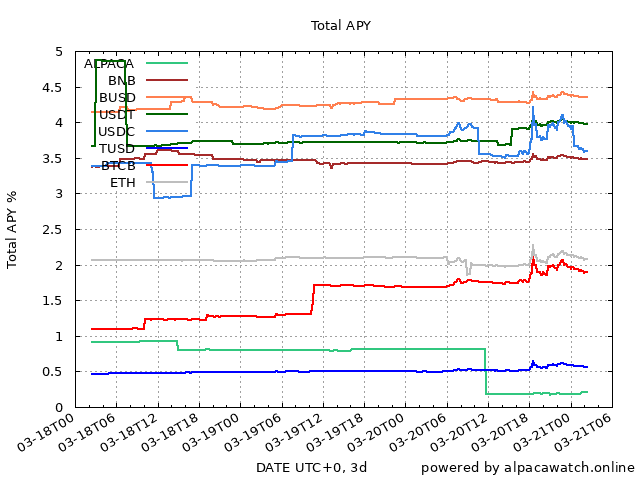 Total APY
Total APY %
5
4.5
4
3.5
3
2.5
2
1.5
1
0.5
0
ALPACA
BNB
BUSD
USDT
USDC
TUSD
BTCB
ETH
03-18T00
03-18T06
03-18T12
03-18T18
03-19T00
03-19T06
03-19T12
03-19T18
03-20T00
03-20T06
03-20T12
03-20T18
03-21T00
03-21T06
DATE UTC+0, 3d
powered by alpacawatch.online